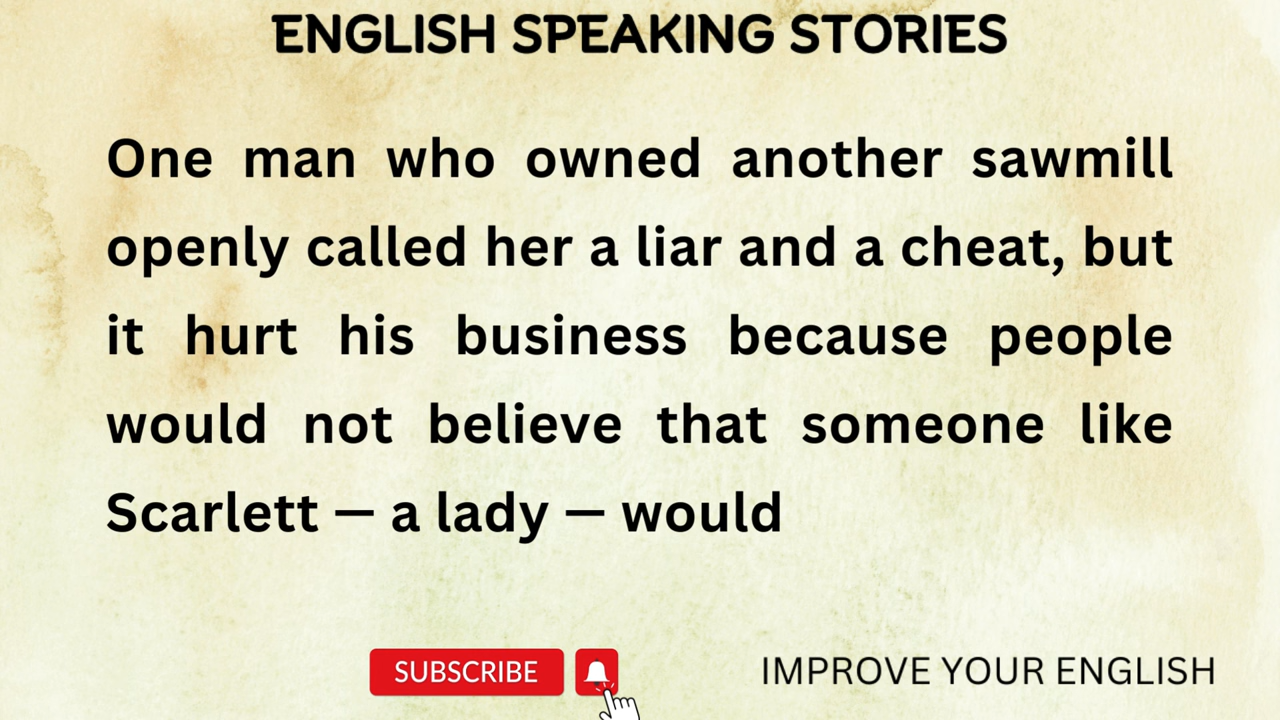 ENGLISH SPEAKING STORIES
One man who owned another sawmill
openly called her a liar and a cheat, but
it hurt his business because people
would not believe that someone like
Scarlett — a lady — would
SUBSCRIBE
IMPROVE YOUR ENGLISH